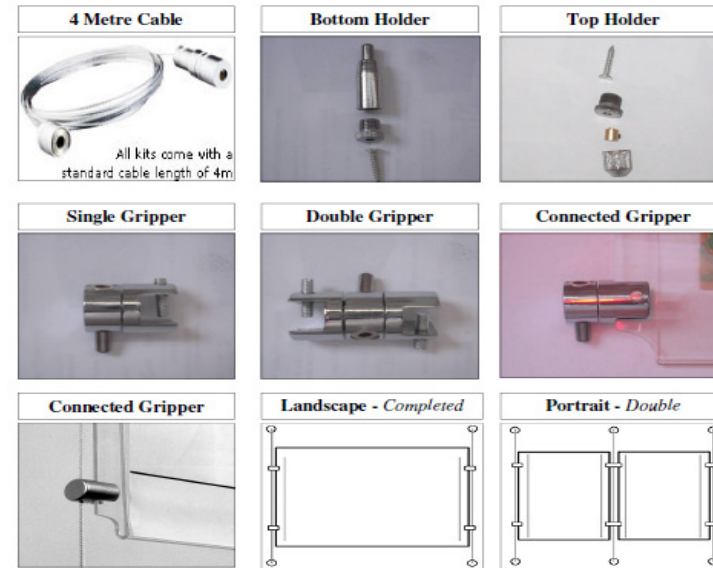 4 Metre Cable
Bottom Holder
Top Holder
All kits come with a
standard cable length of 4m
Single Gripper
Double Gripper
Connected Gripper
Connected Gripper
Landscape - Completed
Portrait - Double